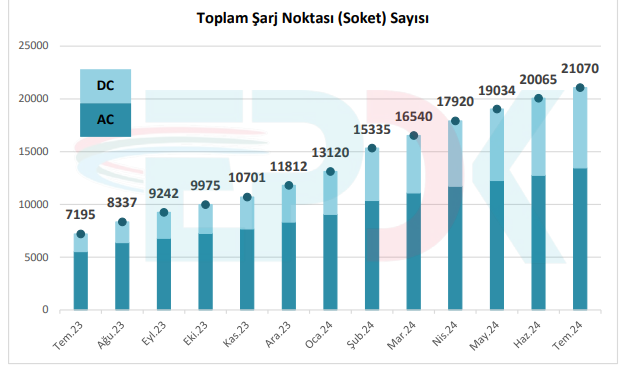 Toplam Şarj Noktası (Soket) Sayısı
25000
20000
15000
10000
5000
0
DC
AC
7195
8337
9242
9975
10701
11812
13120
15335
16540
17920
19034
20065
21070
Tem.23
Ağu.23
Eyl.23
Eki.23
Kas.23
Ara.23
Oca.24
Şub.24
Mar.24
Nis.24
May.24
Haz.24
Tem.24
EPDK